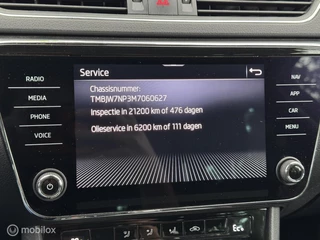 Service
RADIO
MEDIA
PHONE
VOICE
Chassisnummer:
TMBJW7NP3M7060627
Inspectie in 21200 km of 476 dagen
Olieservice in 6200 km of 111 dagen
NAV
APP
CAR
MENU
© mobilox